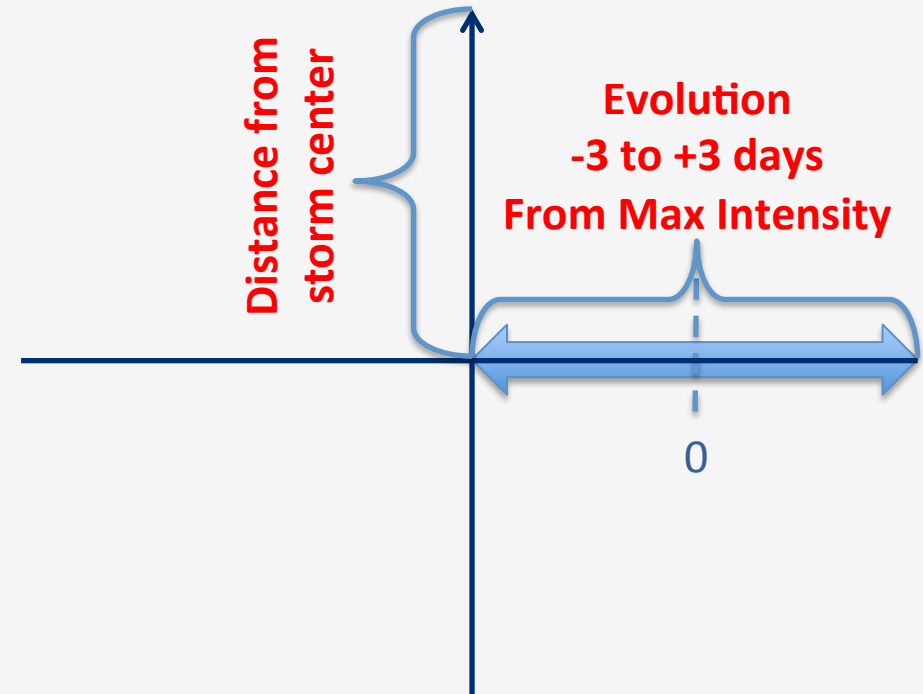 Distance from
storm center
Evolution
-3 to +3 days
From Max Intensity
0